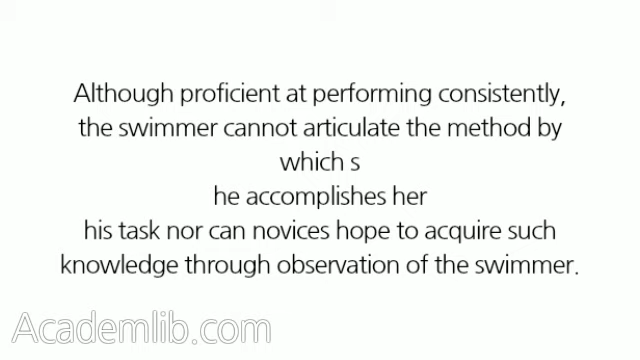 Although proficient at performing consistently,
the swimmer cannot articulate the method by
which s
he accomplishes her
his task nor can novices hope to acquire such
knowledge through observation of the swimmer.
Academlib.com